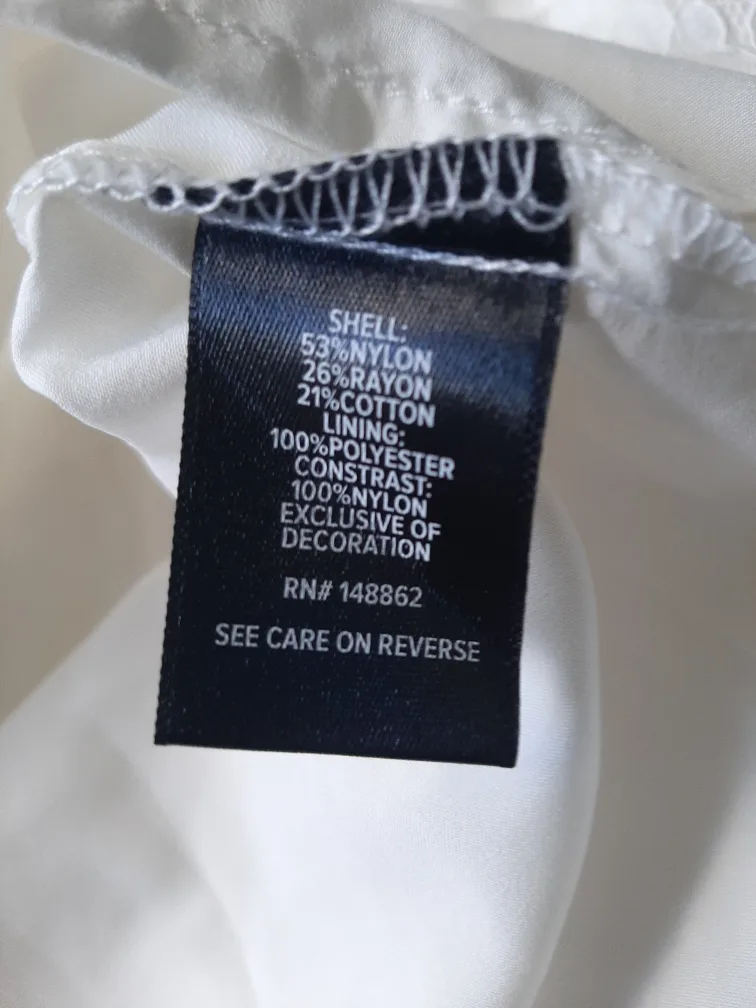 SHELL:
53%NYLON
26%RAYON
21%COTTON
LINING:
100%POLYESTER
CONSTRAST:
100%NYLON
EXCLUSIVE OF
DECORATION
RN# 148862
SEE CARE ON REVERSE